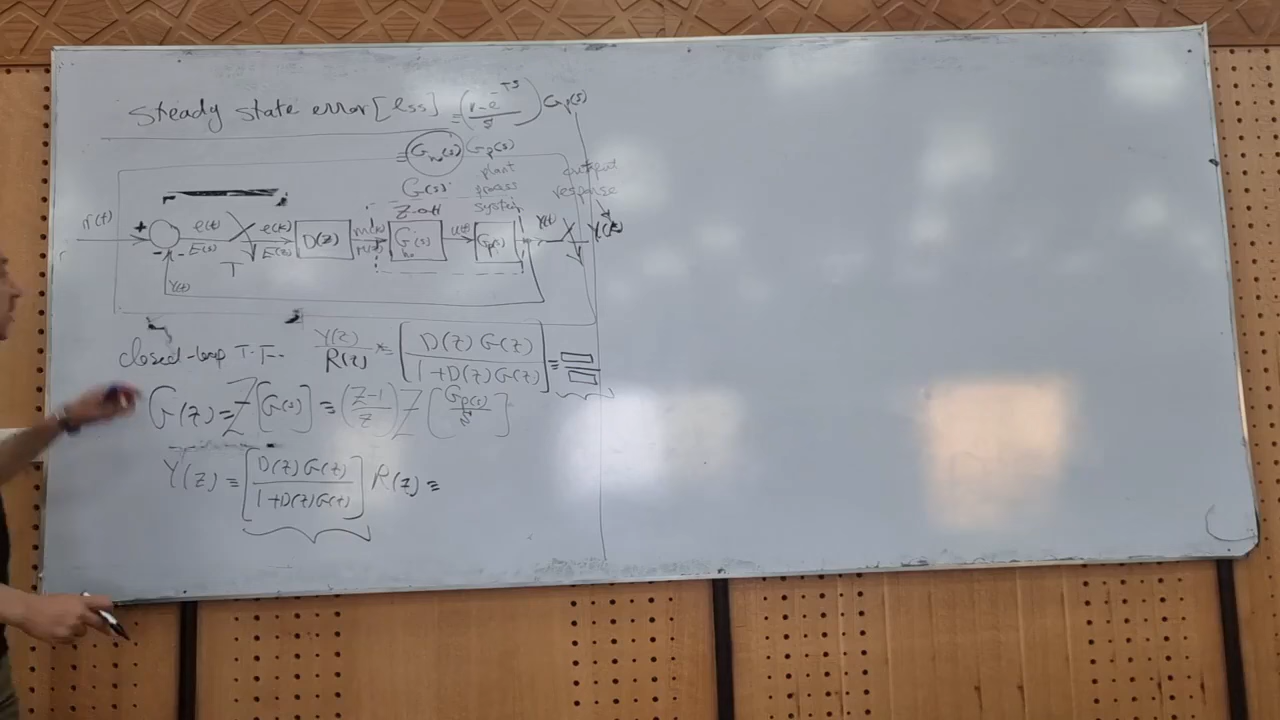 Steady state error [ess] = (1-e^-TS / S) Gp(s)
= Gho(s) Gp(s)
plant output
G(s) process response
Z-OH system
r(t) + e(t) e(k) D(z) m(k) Gho(s) u(t) Gp(s) Y(t) Y(k)
- - E(s) T E(z) M(z)
Y(t)
closed-loop T.F. Y(z) / R(z) = [ D(z) G(z) / 1+D(z) G(z) ] =
G(z) = Z [G(s)] = (z-1 / z) Z [ Gp(s) / s ]
Y(z) = [ D(z) G(z) / 1+D(z)G(z) ] R(z) =